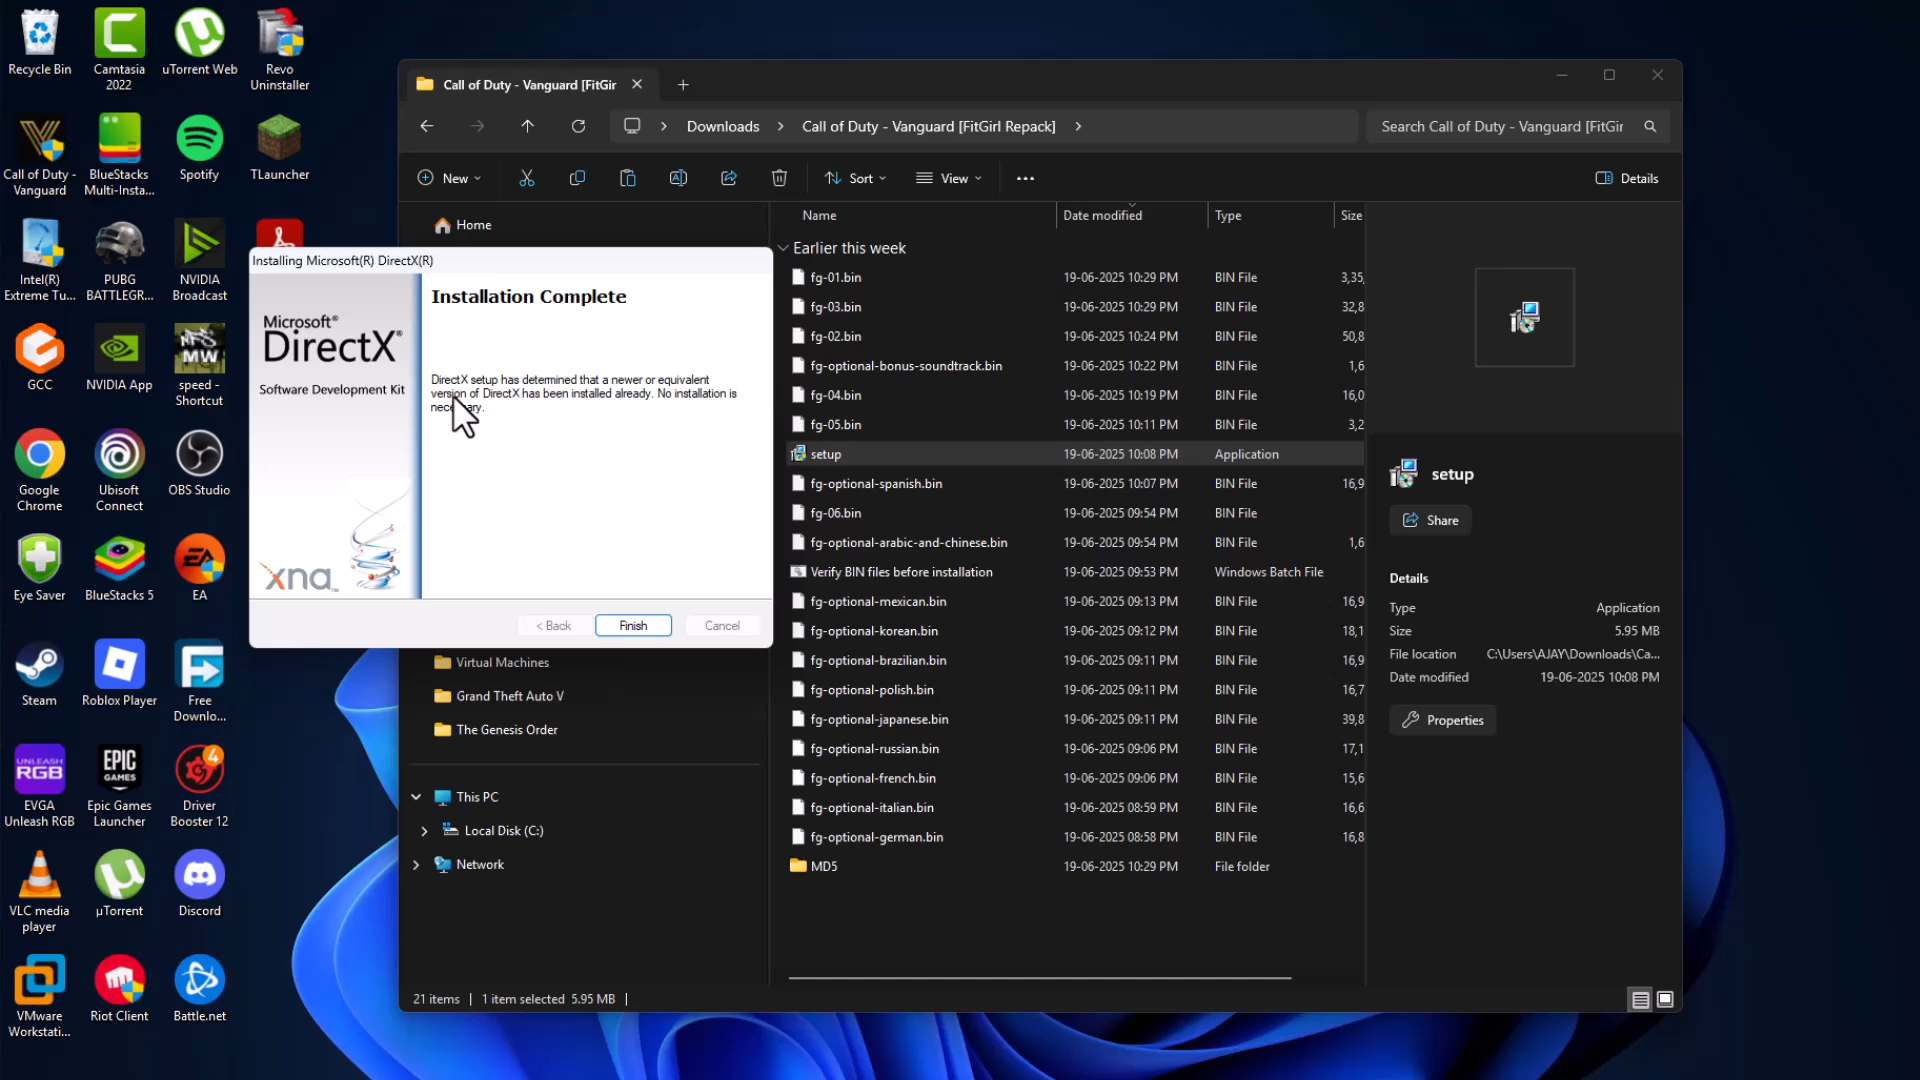 Recycle Bin
Camtasia
2022
uTorrent Web
Revo
Uninstaller
Call of Duty -
Vanguard
BlueStacks
Multi-Insta...
Spotify
TLauncher
Intel(R)
Extreme Tu...
PUBG
BATTLEGR...
NVIDIA
Broadcast
GCC
NVIDIA App
NFS
MW
speed -
Shortcut
Google
Chrome
Ubisoft
Connect
OBS Studio
Eye Saver
BlueStacks 5
EA
EA
Steam
Roblox Player
Free
Downlo...
UNLEASH
RGB
EVGA
Unleash RGB
EPIC
GAMES
Epic Games
Launcher
4
Driver
Booster 12
VLC media
player
µTorrent
Discord
VMware
Workstati...
Riot Client
Battle.net
Call of Duty - Vanguard [FitGir
Downloads
Call of Duty - Vanguard [FitGirl Repack]
Search Call of Duty - Vanguard [FitGir
New
Sort
View
Details
Home
Virtual Machines
Grand Theft Auto V
The Genesis Order
This PC
Local Disk (C:)
Network
Name Date modified Type Size
Earlier this week
fg-01.bin 19-06-2025 10:29 PM BIN File 3,35,
fg-03.bin 19-06-2025 10:29 PM BIN File 32,8
fg-02.bin 19-06-2025 10:24 PM BIN File 50,8
fg-optional-bonus-soundtrack.bin 19-06-2025 10:22 PM BIN File 1,6
fg-04.bin 19-06-2025 10:19 PM BIN File 16,0
fg-05.bin 19-06-2025 10:11 PM BIN File 3,2
setup 19-06-2025 10:08 PM Application
fg-optional-spanish.bin 19-06-2025 10:07 PM BIN File 16,9
fg-06.bin 19-06-2025 09:54 PM BIN File
fg-optional-arabic-and-chinese.bin 19-06-2025 09:54 PM BIN File 1,6
Verify BIN files before installation 19-06-2025 09:53 PM Windows Batch File
fg-optional-mexican.bin 19-06-2025 09:13 PM BIN File 16,9
fg-optional-korean.bin 19-06-2025 09:12 PM BIN File 18,1
fg-optional-brazilian.bin 19-06-2025 09:11 PM BIN File 16,9
fg-optional-polish.bin 19-06-2025 09:11 PM BIN File 16,7
fg-optional-japanese.bin 19-06-2025 09:11 PM BIN File 39,8
fg-optional-russian.bin 19-06-2025 09:06 PM BIN File 17,1
fg-optional-french.bin 19-06-2025 09:06 PM BIN File 15,6
fg-optional-italian.bin 19-06-2025 08:59 PM BIN File 16,6
fg-optional-german.bin 19-06-2025 08:58 PM BIN File 16,8
MD5 19-06-2025 10:29 PM File folder
setup
Share
Details
Type Application
Size 5.95 MB
File location C:\Users\AJAY\Downloads\Ca...
Date modified 19-06-2025 10:08 PM
Properties
21 items | 1 item selected 5.95 MB |
Installing Microsoft(R) DirectX(R)
Microsoft®
DirectX®
Software Development Kit
xna™
Installation Complete
DirectX setup has determined that a newer or equivalent
version of DirectX has been installed already. No installation is
< Back
Finish
Cancel